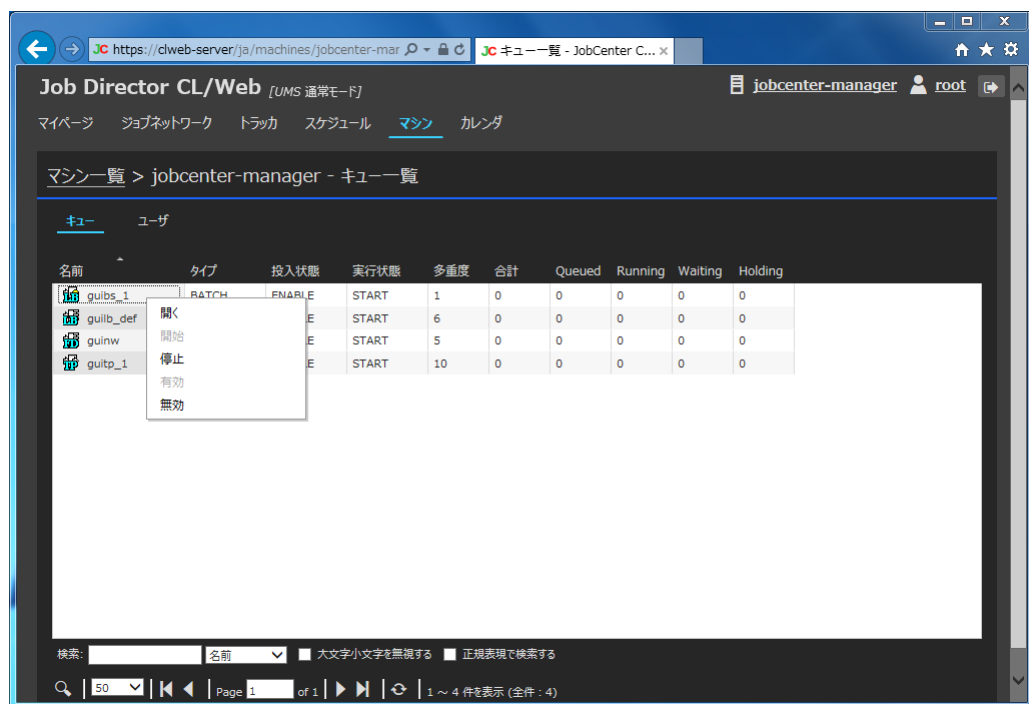 JC https://clweb-server/ja/machines/jobcenter-mar JC キュー一覧 - JobCenter C... ×
Job Director CL/Web [UMS 通常モード] jobcenter-manager root
マイページ ジョブネットワーク トラッカ スケジュール マシン カレンダ
マシン一覧 > jobcenter-manager - キュー一覧
キュー ユーザ
名前 タイプ 投入状態 実行状態 多重度 合計 Queued Running Waiting Holding
guibs_1 BATCH ENABLE START 1 0 0 0 0 0
guilb_def LE START 6 0 0 0 0 0
guinw LE START 5 0 0 0 0 0
guitp_1 LE START 10 0 0 0 0 0
開く
開始
停止
有効
無効
検索: 名前 大文字小文字を無視する 正規表現で検索する
50 Page 1 of 1 1 ～ 4 件を表示 (全件 : 4)